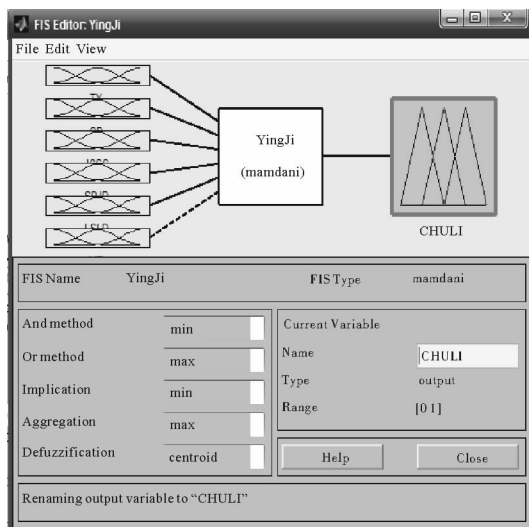 FIS Editor: YingJi
File Edit View
YingJi
(mamdani)
CHULI
FIS Name YingJi FIS Type mamdani
And method min
Or method max
Implication min
Aggregation max
Defuzzification centroid
Current Variable
Name CHULI
Type output
Range [0 1]
Help Close
Renaming output variable to “CHULI”